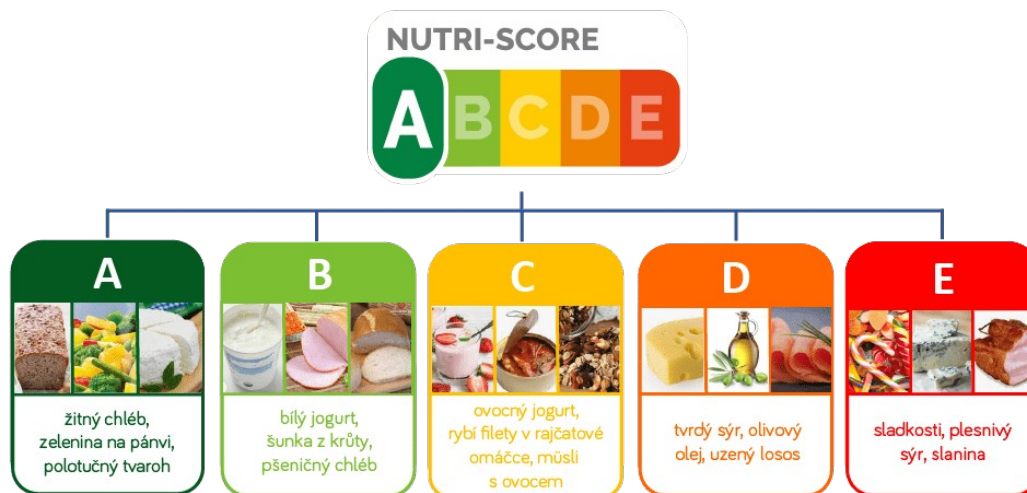 NUTRI-SCORE
A B C D E
A
žitný chléb,
zelenina na pánvi,
polotučný tvaroh
B
bílý jogurt,
šunka z krůty,
pšeničný chléb
C
ovocný jogurt,
rybí filety v rajčatové
omáčce, müsli
s ovocem
D
tvrdý sýr, olivový
olej, uzený losos
E
sladkosti, plesnivý
sýr, slanina